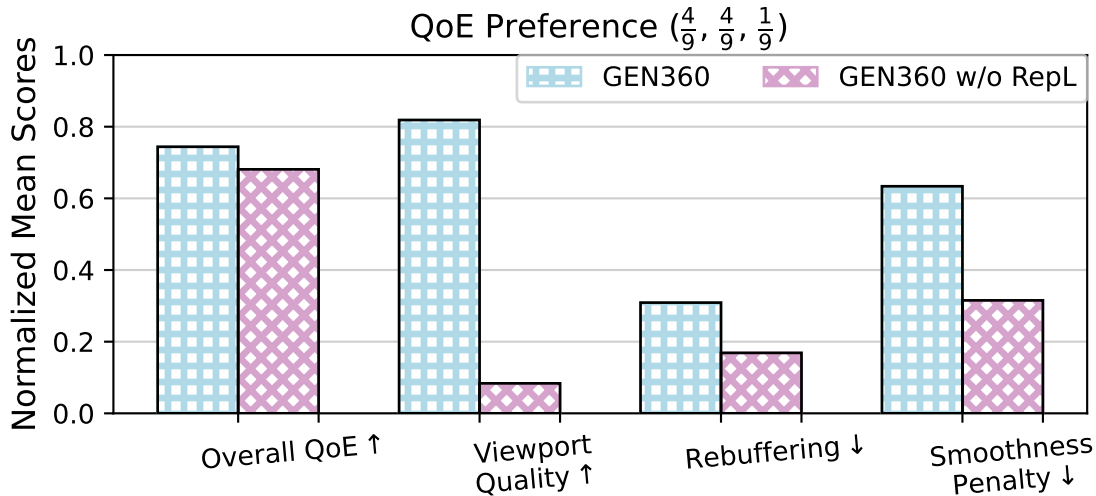 QoE Preference (4/9, 4/9, 1/9)
GEN360
GEN360 w/o RepL
Normalized Mean Scores
1.0
0.8
0.6
0.4
0.2
0.0
Overall QoE ↑
Viewport
Quality ↑
Rebuffering ↓
Smoothness
Penalty ↓